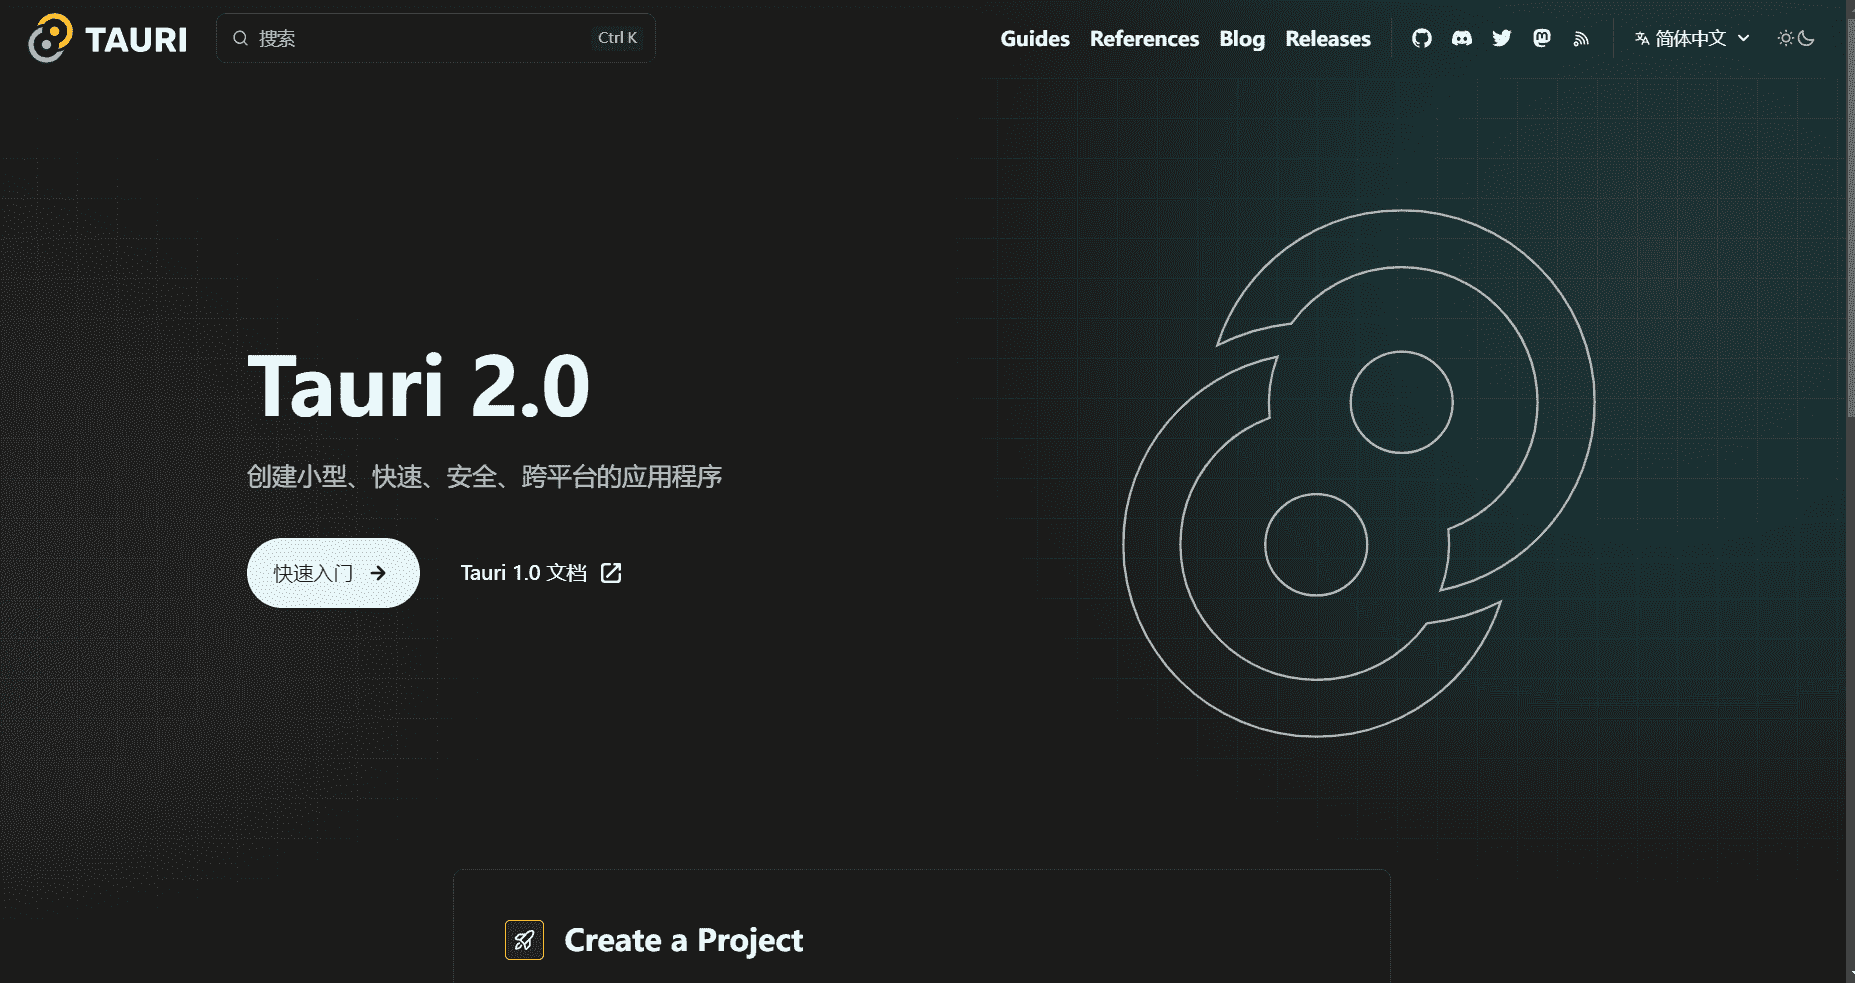 TAURI
搜索
Ctrl K
Guides References Blog Releases
简体中文
Tauri 2.0
创建小型、快速、安全、跨平台的应用程序
快速入门
Tauri 1.0 文档
Create a Project